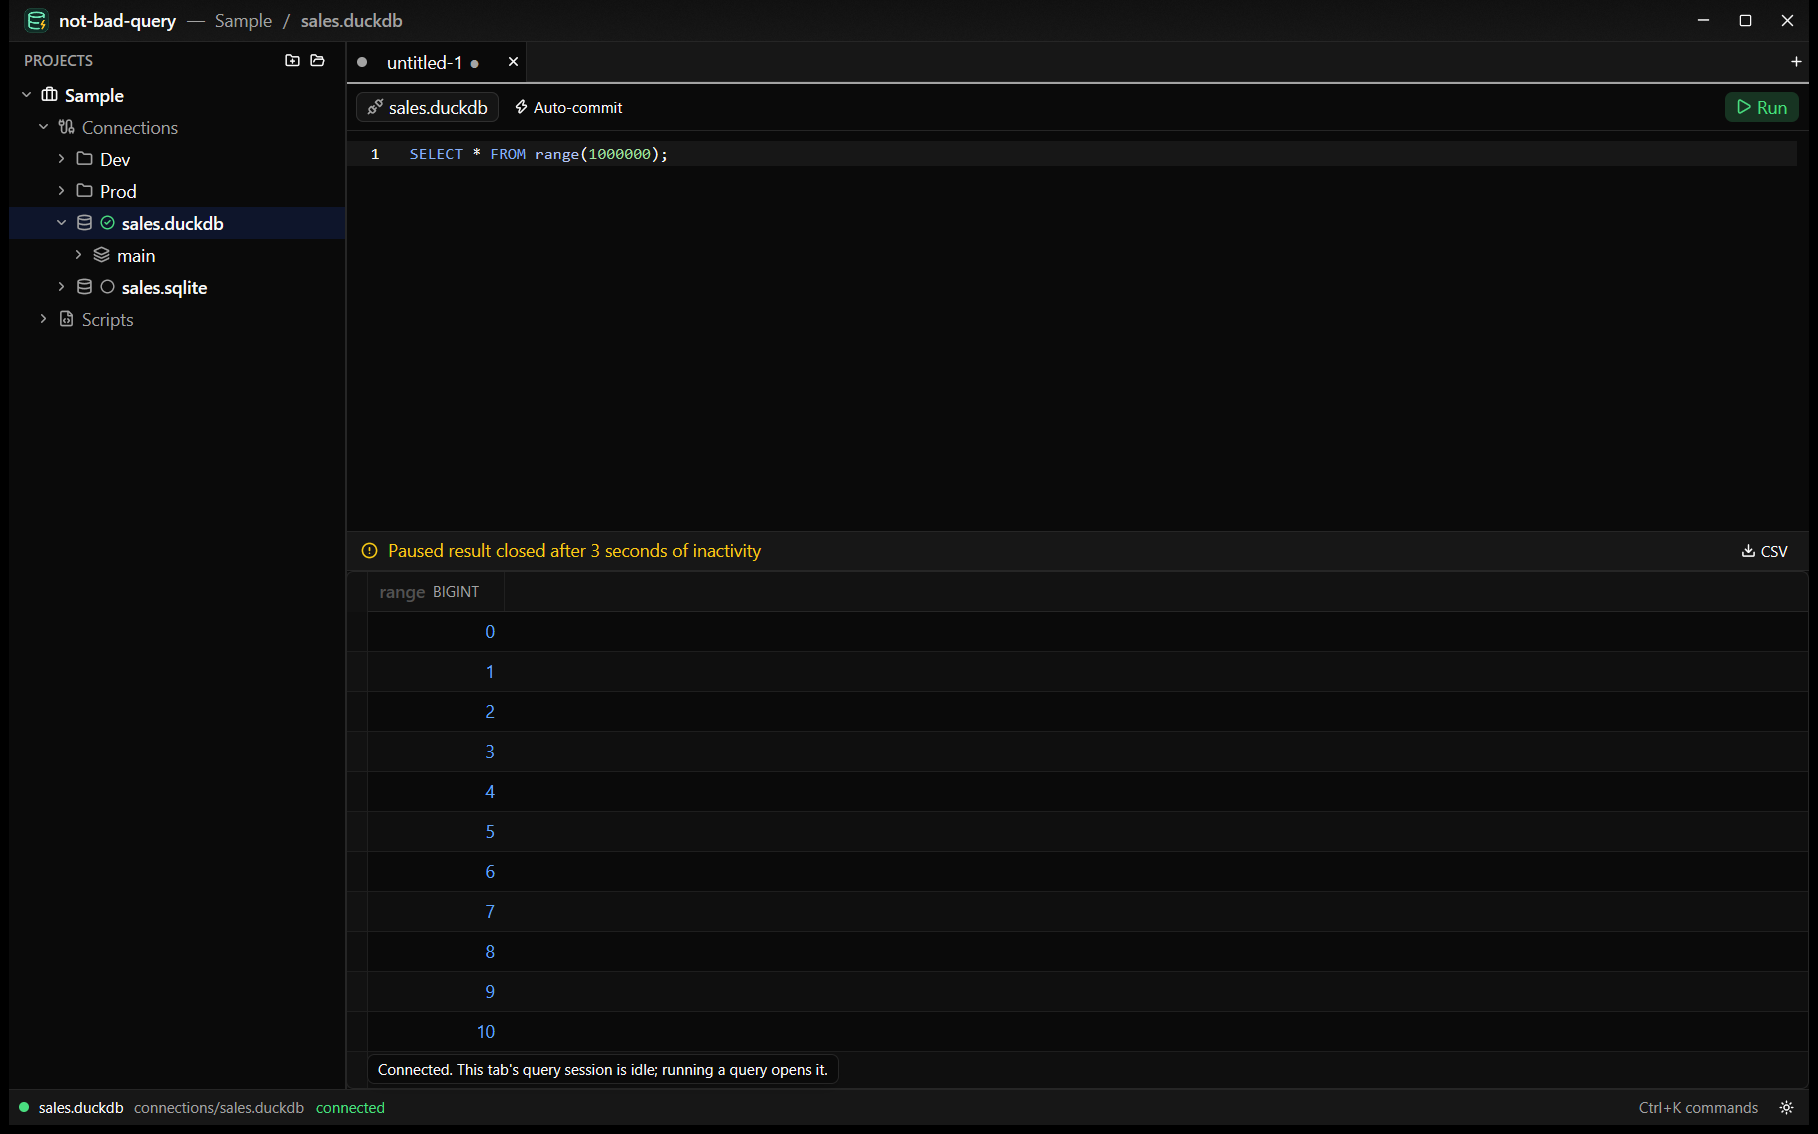 not-bad-query — Sample / sales.duckdb
PROJECTS
Sample
Connections
Dev
Prod
sales.duckdb
main
sales.sqlite
Scripts
untitled-1
sales.duckdb Auto-commit Run
1 SELECT * FROM range(1000000);
Paused result closed after 3 seconds of inactivity CSV
range BIGINT
0
1
2
3
4
5
6
7
8
9
10
Connected. This tab's query session is idle; running a query opens it.
sales.duckdb connections/sales.duckdb connected Ctrl+K commands